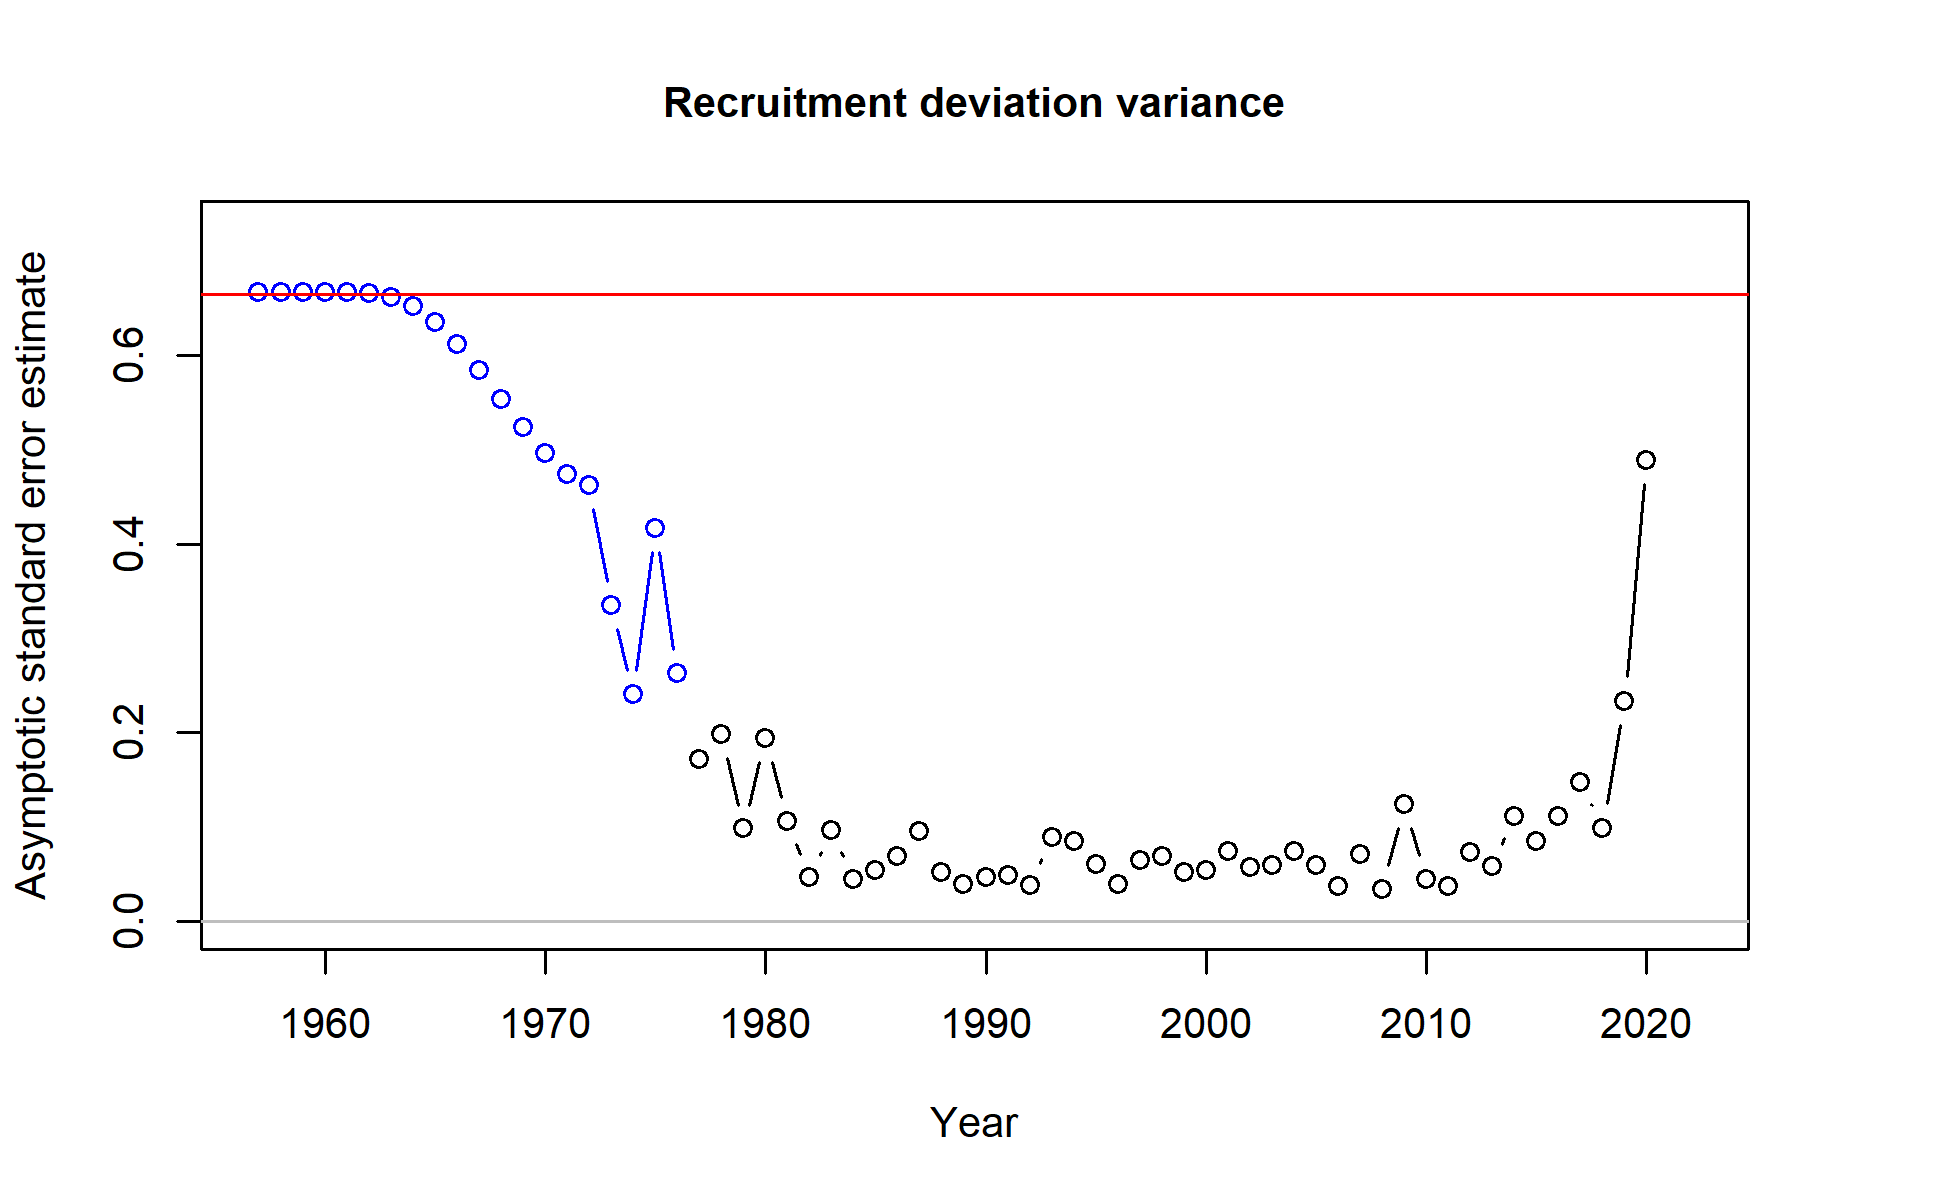 Recruitment deviation variance
Asymptotic standard error estimate
0.6
0.4
0.2
0.0
1960 1970 1980 1990 2000 2010 2020
Year